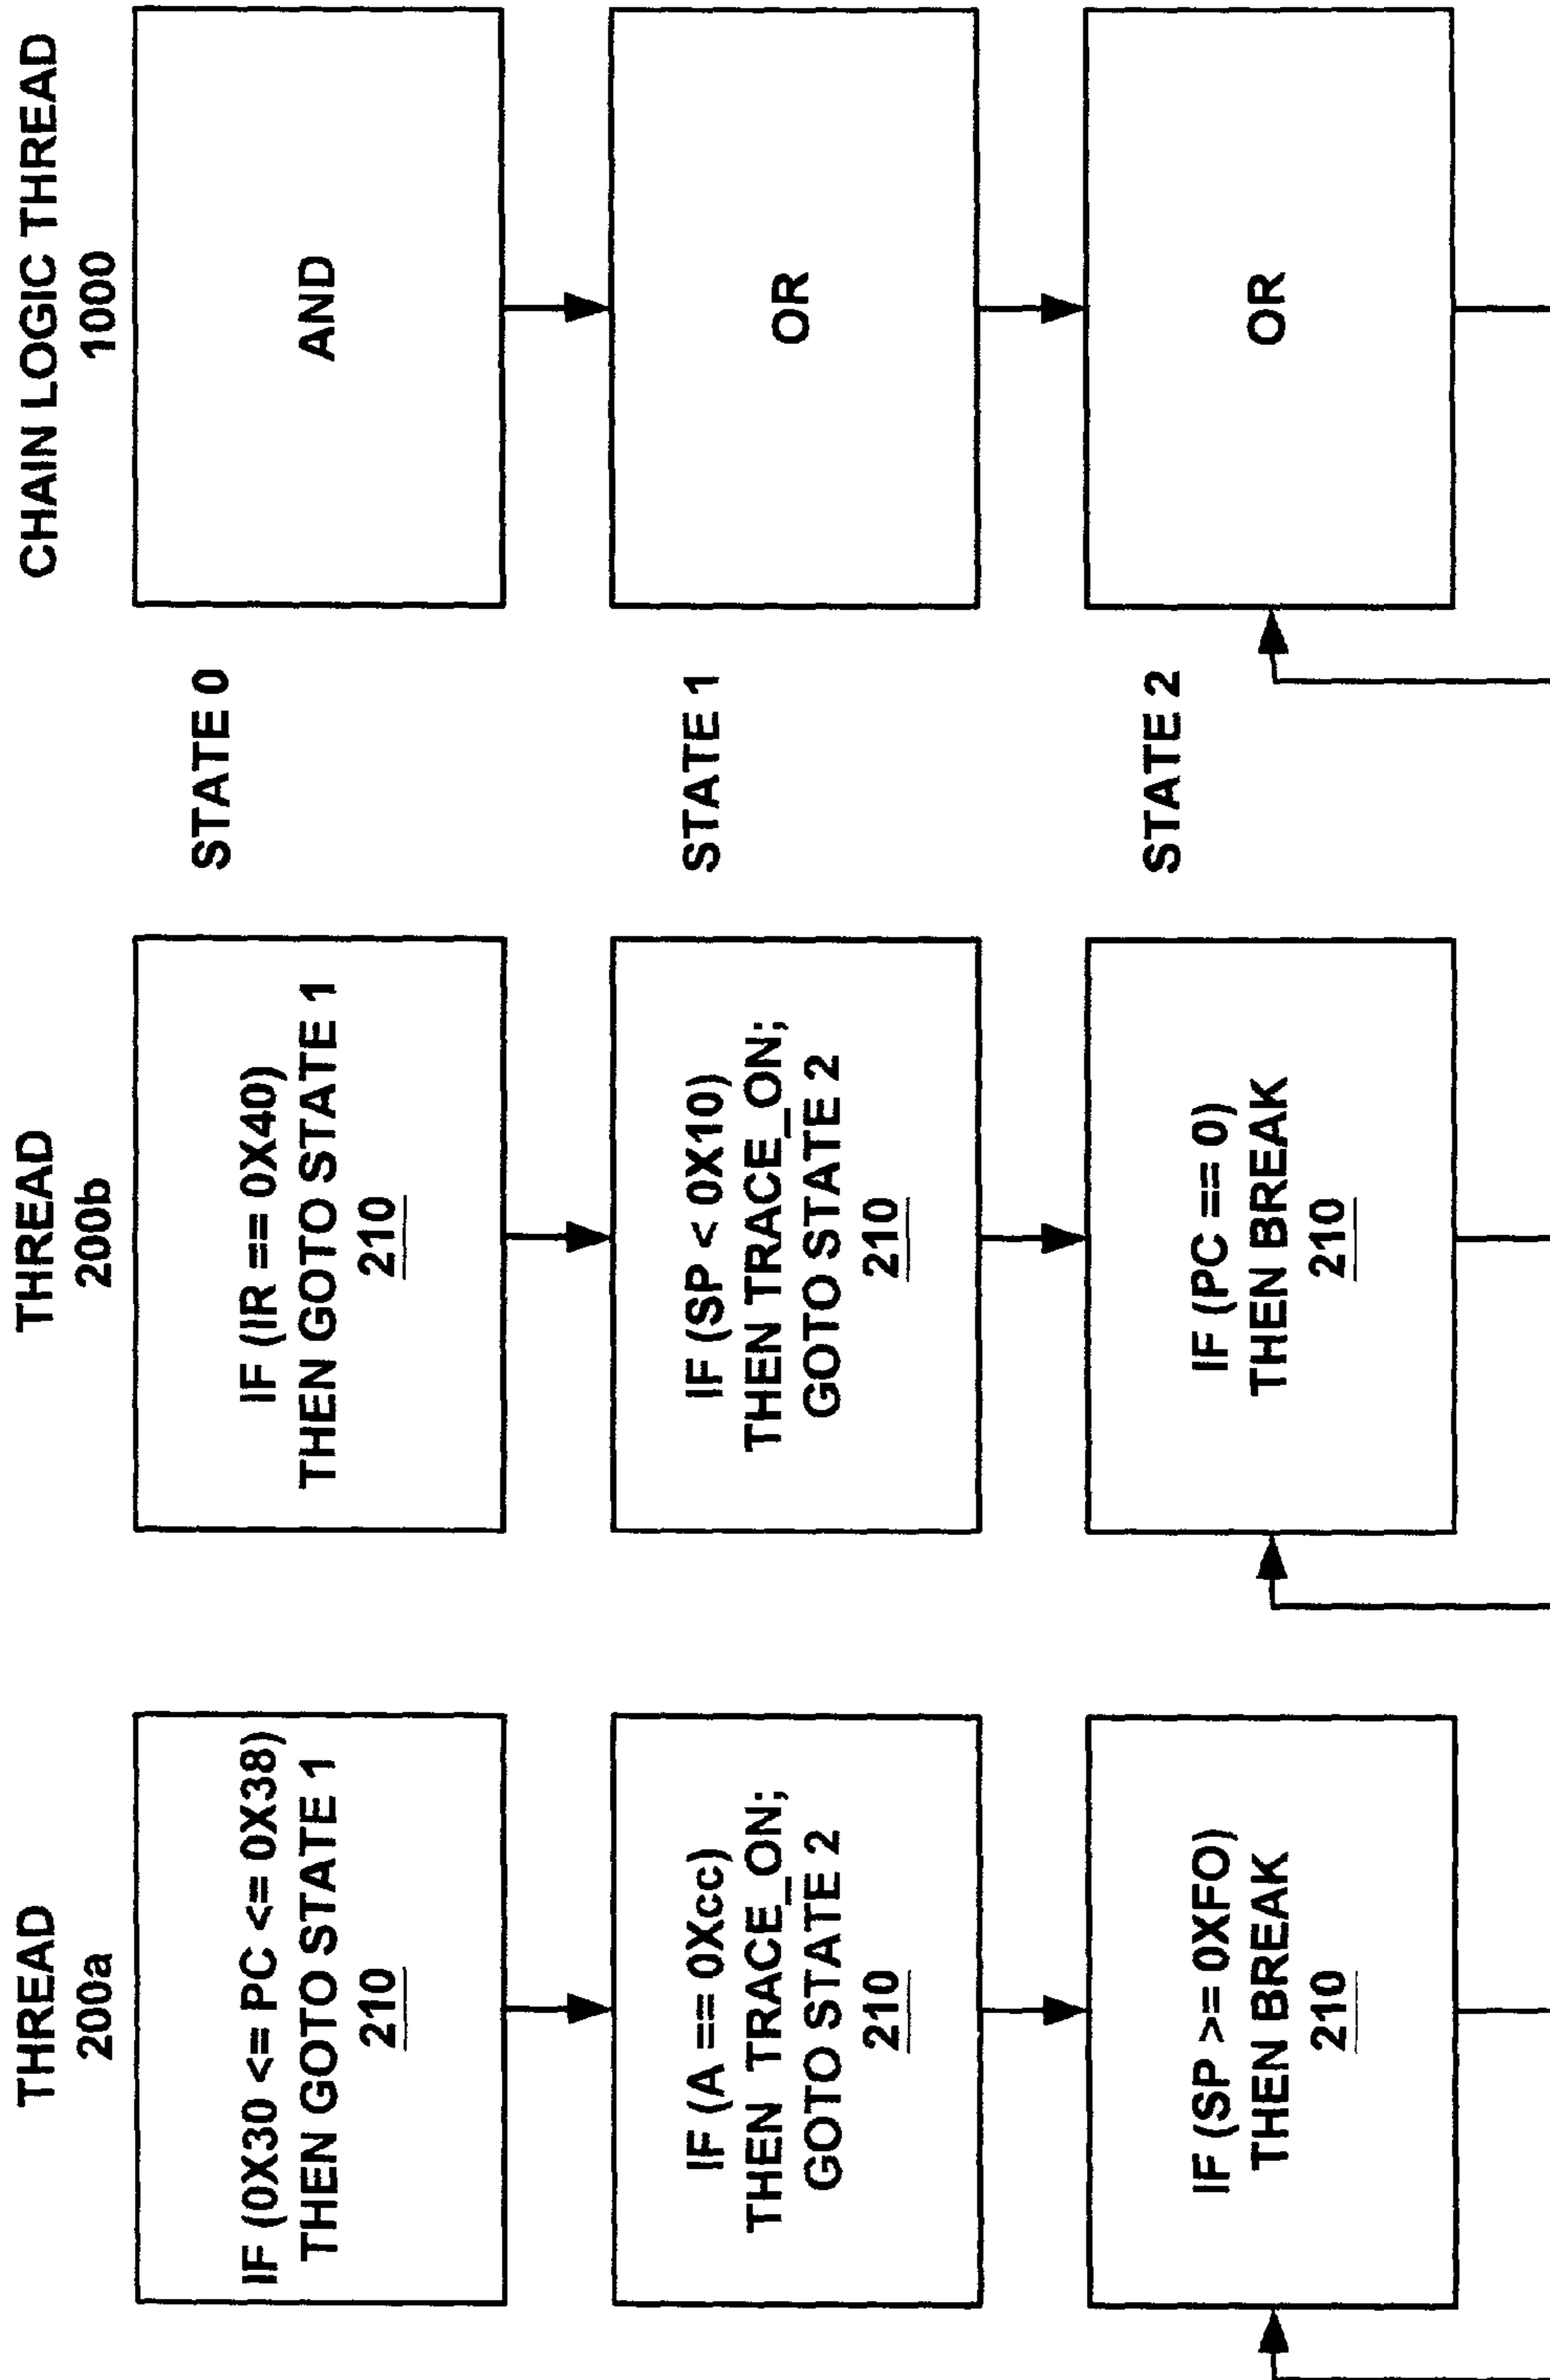 THREAD
200a
IF (0X30 <= PC <= 0X38)
THEN GOTO STATE 1
210
IF (A == 0Xcc)
THEN TRACE_ON;
GOTO STATE 2
210
IF (SP >= 0XFO)
THEN BREAK
210
THREAD
200b
IF (IR == 0X40)
THEN GOTO STATE 1
210
IF (SP < 0X10)
THEN TRACE_ON;
GOTO STATE 2
210
IF (PC == 0)
THEN BREAK
210
STATE 0
STATE 1
STATE 2
CHAIN LOGIC THREAD
1000
AND
OR
OR